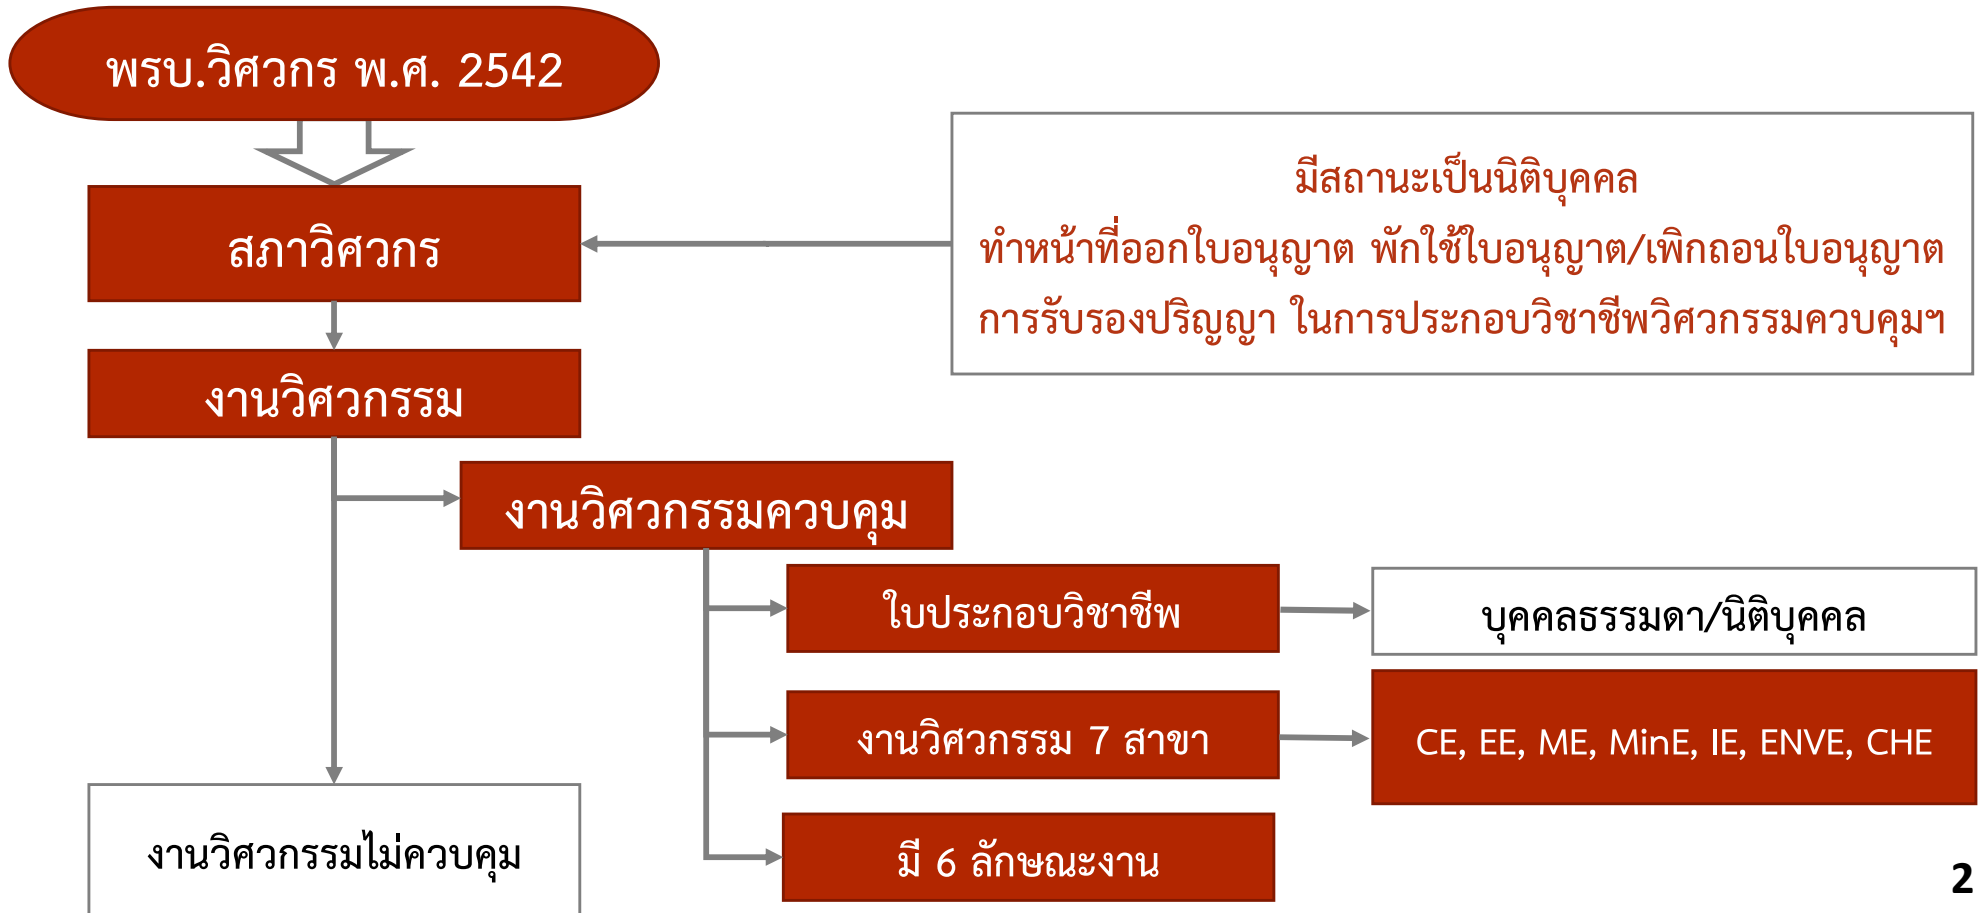 พรบ.วิศวกร พ.ศ. 2542
สภาวิศวกร
มีสถานะเป็นนิติบุคคล
ทำหน้าที่ออกใบอนุญาต พักใช้ใบอนุญาต/เพิกถอนใบอนุญาต
การรับรองปริญญา ในการประกอบวิชาชีพวิศวกรรมควบคุมฯ
งานวิศวกรรม
งานวิศวกรรมควบคุม
ใบประกอบวิชาชีพ
บุคคลธรรมดา/นิติบุคคล
งานวิศวกรรม 7 สาขา
CE, EE, ME, MinE, IE, ENVE, CHE
งานวิศวกรรมไม่ควบคุม
มี 6 ลักษณะงาน
2